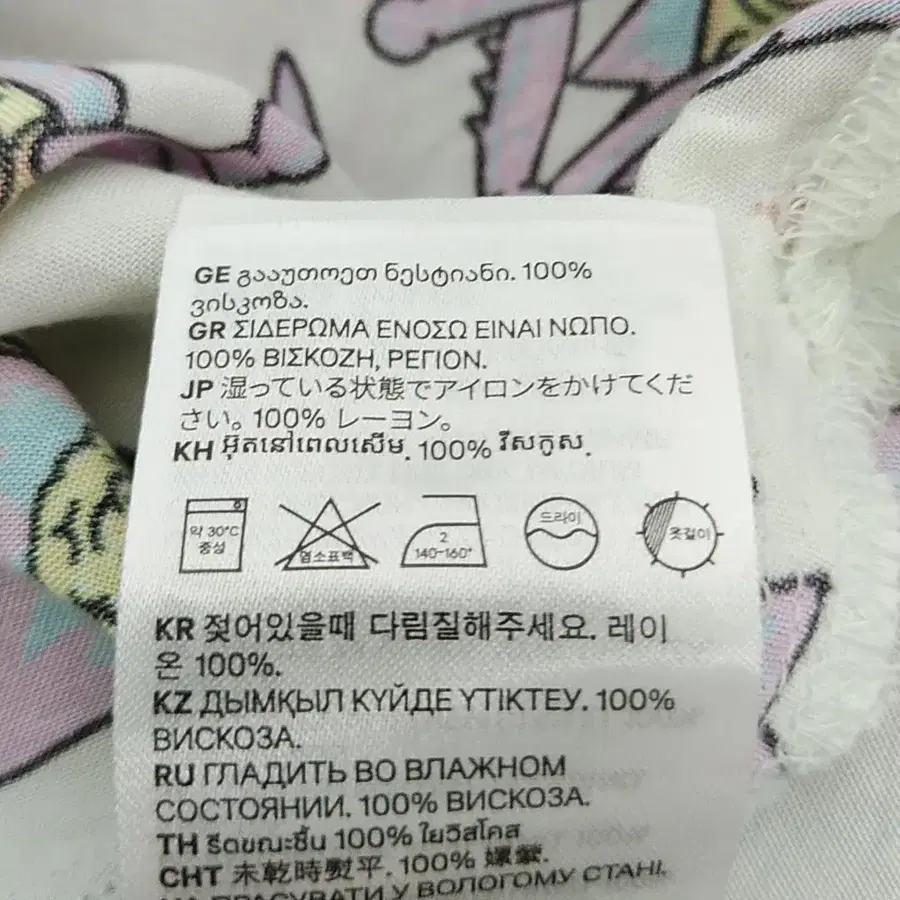 GE გააუთოეთ ნესტიანი. 100%
ვისკოზა.
GR ΣΙΔΕΡΩΜΑ ΕΝΟΣΩ ΕΙΝΑΙ ΝΩΠΟ.
100% ΒΙΣΚΟΖΗ, ΡΕΓΙΟΝ.
JP 湿っている状態でアイロンをかけてくだ
さい。100% レーヨン。
KH អ៊ុតនៅពេលសើម. 100% វីសកូស.
약 30°C
중성
염소표백
2
140~160°
드라이
옷걸이
KR 젖어있을때 다림질해주세요. 레이
온 100%.
KZ ДЫМҚЫЛ КҮЙДЕ ҮТІКТЕУ. 100%
ВИСКОЗА.
RU ГЛАДИТЬ ВО ВЛАЖНОМ
СОСТОЯНИИ. 100% ВИСКОЗА.
TH รีดขณะชื้น 100% ใยวิสโคส
CHT 未乾時熨平. 100% 嫘縈.
UA ПРАСУВАТИ У ВОЛОГОМУ СТАНІ.